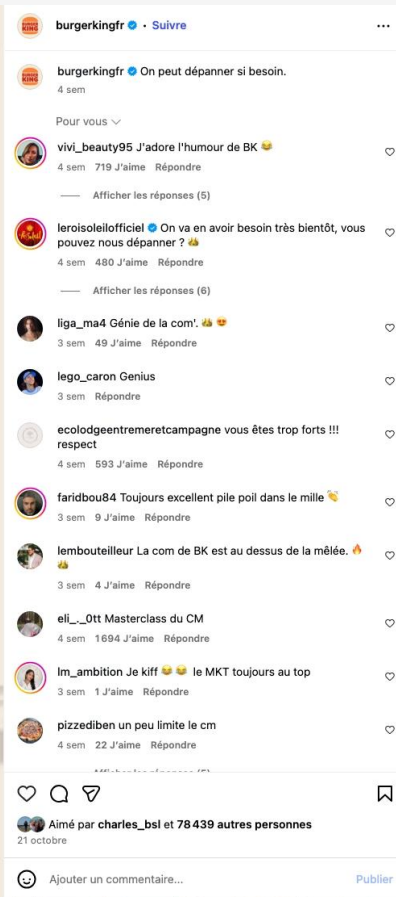 burgerkingfr • Suivre
burgerkingfr On peut dépanner si besoin.
4 sem
Pour vous
vivi_beauty95 J'adore l'humour de BK 😂
4 sem 719 J'aime Répondre
Afficher les réponses (5)
leroisoleilofficiel On va en avoir besoin très bientôt, vous
pouvez nous dépanner ? 👑
4 sem 480 J'aime Répondre
Afficher les réponses (6)
liga_ma4 Génie de la com'. 👑 😍
3 sem 49 J'aime Répondre
lego_caron Genius
3 sem Répondre
ecolodgeentremeretcampagne vous êtes trop forts !!!
respect
4 sem 593 J'aime Répondre
faridbou84 Toujours excellent pile poil dans le mille 👏
3 sem 9 J'aime Répondre
lembouteilleur La com de BK est au dessus de la mêlée. 🔥
👑
3 sem 4 J'aime Répondre
eli_._0tt Masterclass du CM
4 sem 1 694 J'aime Répondre
lm_ambition Je kiff 😂 😂 le MKT toujours au top
3 sem 1 J'aime Répondre
pizzediben un peu limite le cm
4 sem 22 J'aime Répondre
Aimé par charles_bsl et 78 439 autres personnes
21 octobre
Ajouter un commentaire... Publier